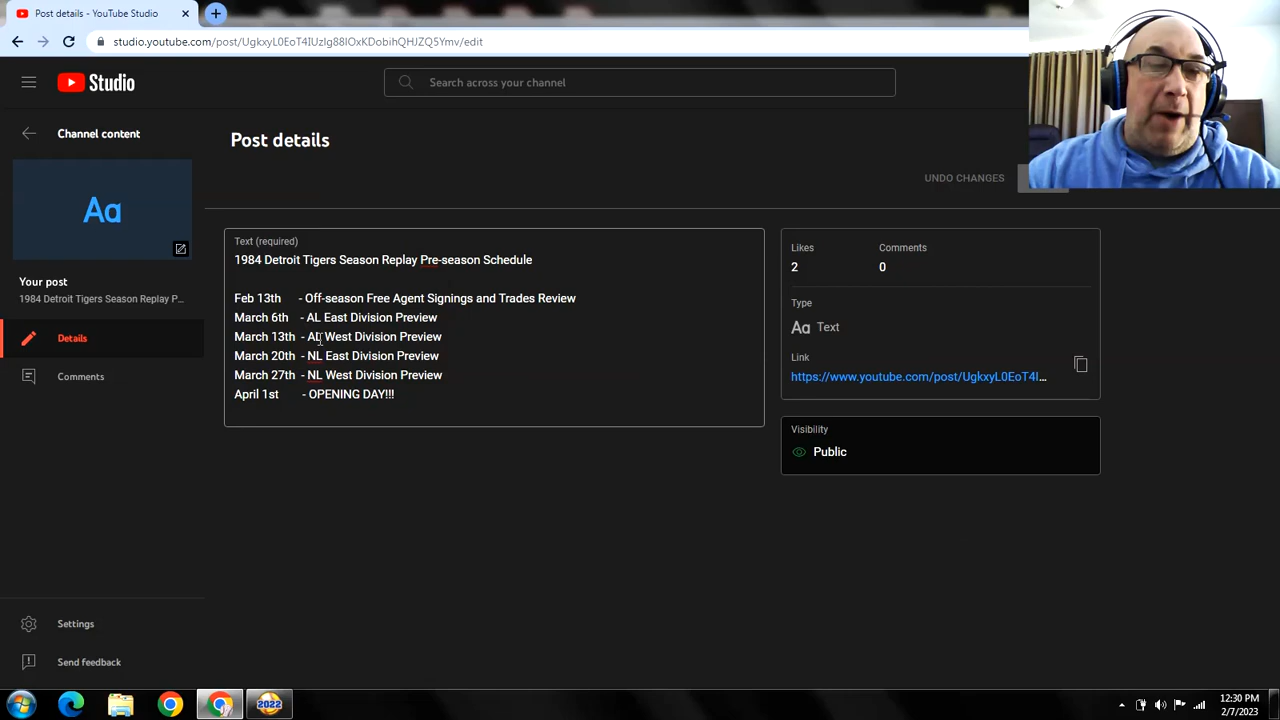 Post details - YouTube Studio
studio.youtube.com/post/UgkxyL0EoT4IUzIg88lOxKDobihQHJZQ5Ymv/edit
Studio
Search across your channel
Channel content
Post details
UNDO CHANGES
Aa
Your post
1984 Detroit Tigers Season Replay P...
Details
Comments
Text (required)
1984 Detroit Tigers Season Replay Pre-season Schedule
Feb 13th - Off-season Free Agent Signings and Trades Review
March 6th - AL East Division Preview
March 13th - AL West Division Preview
March 20th - NL East Division Preview
March 27th - NL West Division Preview
April 1st - OPENING DAY!!!
Likes Comments
2 0
Type
Aa Text
Link
https://www.youtube.com/post/UgkxyL0EoT4I...
Visibility
Public
Settings
Send feedback
2022
12:30 PM
2/7/2023